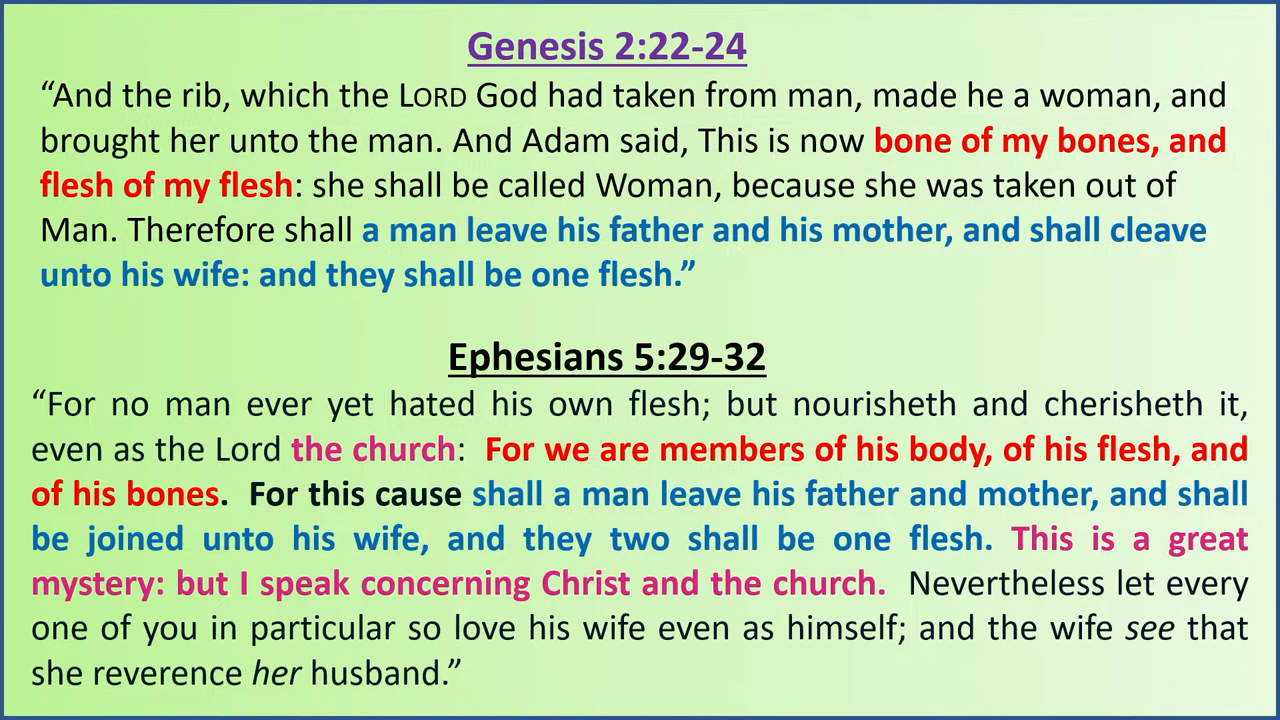 Genesis 2:22-24
“And the rib, which the LORD God had taken from man, made he a woman, and
brought her unto the man. And Adam said, This is now bone of my bones, and
flesh of my flesh: she shall be called Woman, because she was taken out of
Man. Therefore shall a man leave his father and his mother, and shall cleave
unto his wife: and they shall be one flesh.”
Ephesians 5:29-32
“For no man ever yet hated his own flesh; but nourisheth and cherisheth it,
even as the Lord the church: For we are members of his body, of his flesh, and
of his bones. For this cause shall a man leave his father and mother, and shall
be joined unto his wife, and they two shall be one flesh. This is a great
mystery: but I speak concerning Christ and the church. Nevertheless let every
one of you in particular so love his wife even as himself; and the wife see that
she reverence her husband.”